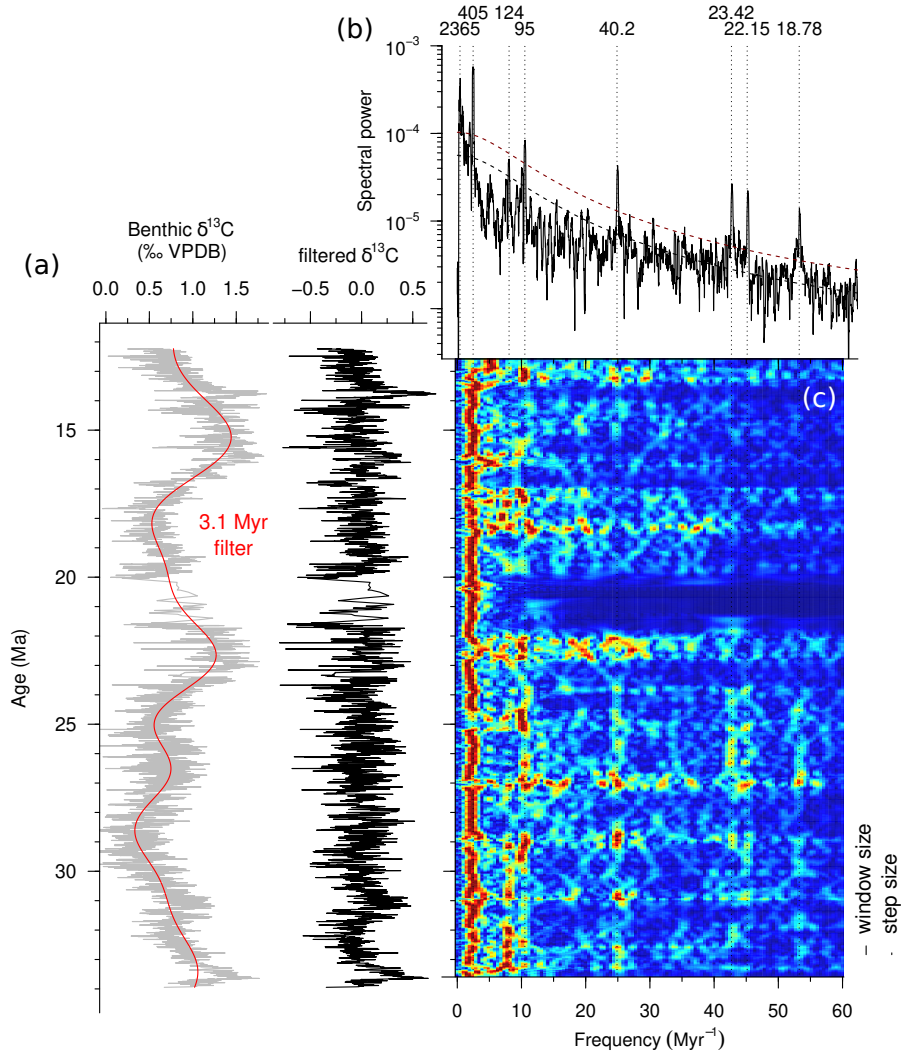 (b)
405 124 23.42
2365 95 40.2 22.15 18.78
10⁻³
10⁻⁴
10⁻⁵
Spectral power
(a)
Benthic δ¹³C
(‰ VPDB)
0.0 0.5 1.0 1.5
filtered δ¹³C
−0.5 0.0 0.5
(c)
15
20
25
30
Age (Ma)
3.1 Myr
filter
– window size
- step size
0 10 20 30 40 50 60
Frequency (Myr⁻¹)